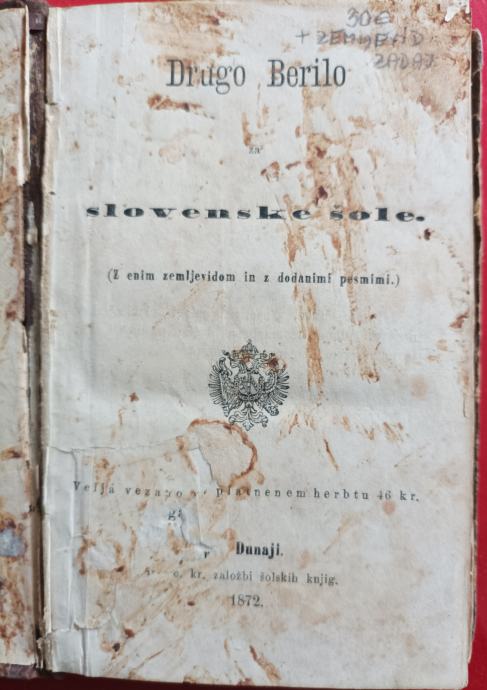 30€
+ ZEMLJEVID
ZADAJ
Drugo Berilo
za
slovenske šole.
(Z enim zemljevidom in z dodanimi pesmimi.)
Veljá vezano v platnenem herbtu 46 kr.
Dunaji.
kr. založbi šolskih knjig.
1872.